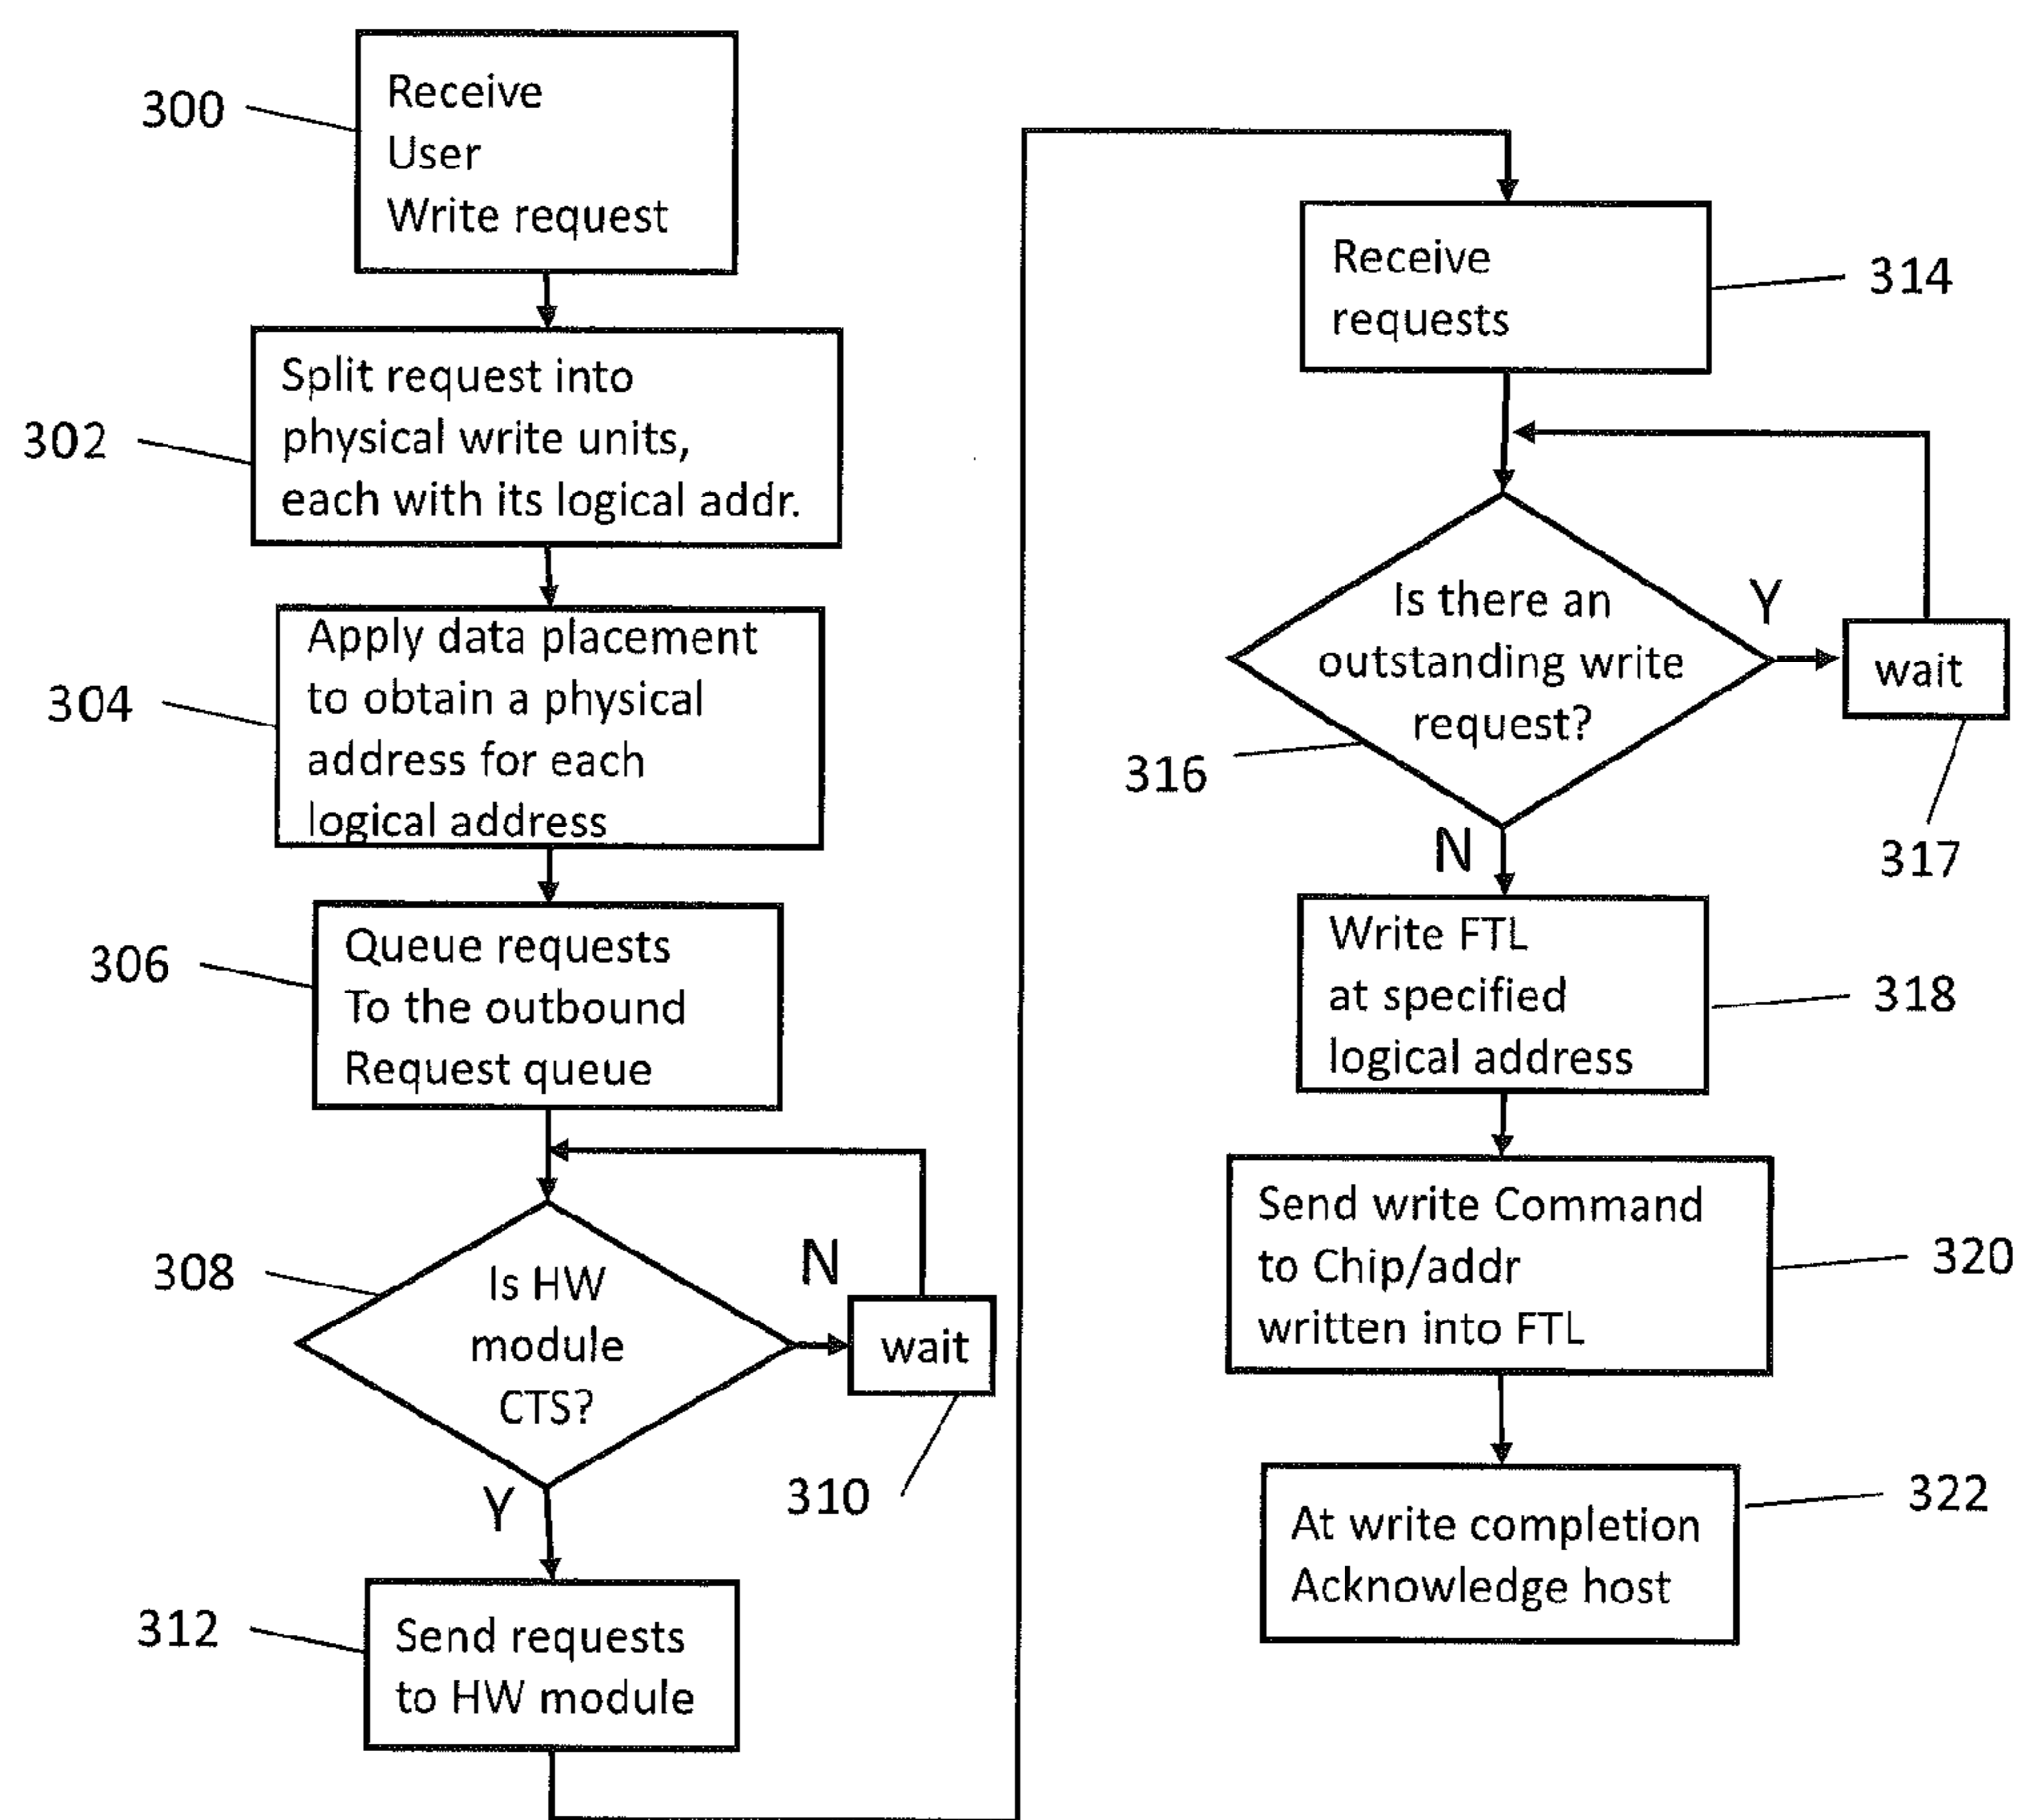 300
Receive
User
Write request
302
Split request into
physical write units,
each with its logical addr.
304
Apply data placement
to obtain a physical
address for each
logical address
306
Queue requests
To the outbound
Request queue
308
Is HW
module
CTS?
N
wait
310
Y
312
Send requests
to HW module
Receive
requests
314
Is there an
outstanding write
request?
Y
wait
316
317
N
Write FTL
at specified
logical address
318
Send write Command
to Chip/addr
written into FTL
320
At write completion
Acknowledge host
322